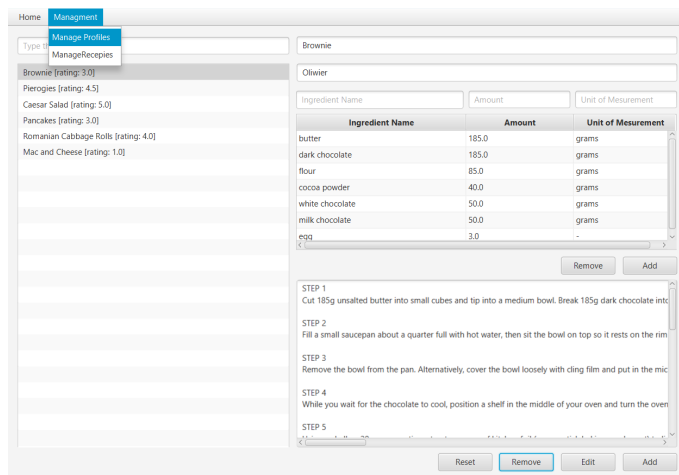 Home Managment
Manage Profiles
ManageRecepies
Type th
Brownie
Brownie [rating: 3.0]
Pierogies [rating: 4.5]
Caesar Salad [rating: 5.0]
Pancakes [rating: 3.0]
Romanian Cabbage Rolls [rating: 4.0]
Mac and Cheese [rating: 1.0]
Oliwier
Ingredient Name Amount Unit of Mesurement
Ingredient Name Amount Unit of Mesurement
butter 185.0 grams
dark chocolate 185.0 grams
flour 85.0 grams
cocoa powder 40.0 grams
white chocolate 50.0 grams
milk chocolate 50.0 grams
egg 3.0 -
Remove Add
STEP 1
Cut 185g unsalted butter into small cubes and tip into a medium bowl. Break 185g dark chocolate intc
STEP 2
Fill a small saucepan about a quarter full with hot water, then sit the bowl on top so it rests on the rim
STEP 3
Remove the bowl from the pan. Alternatively, cover the bowl loosely with cling film and put in the mic
STEP 4
While you wait for the chocolate to cool, position a shelf in the middle of your oven and turn the oven
STEP 5
Reset Remove Edit Add